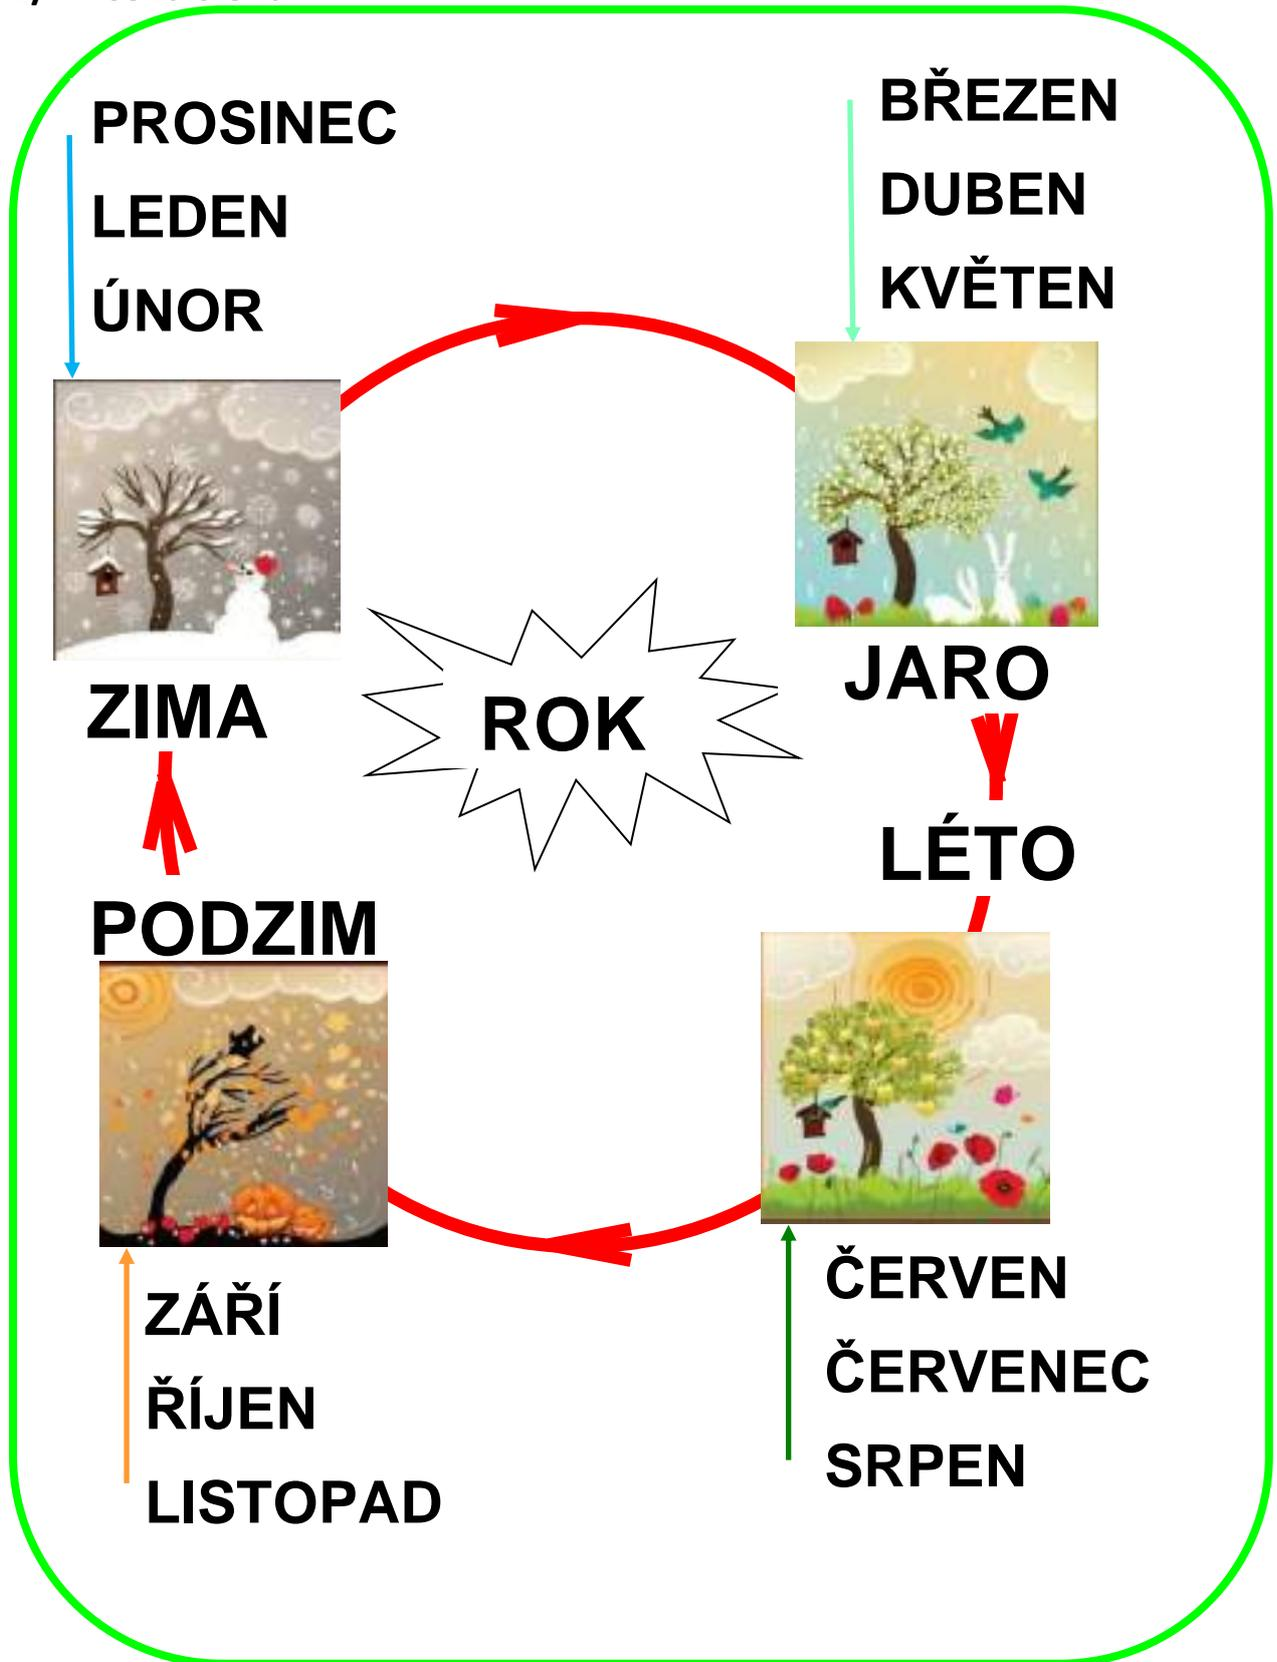 PROSINEC
LEDEN
ÚNOR
BŘEZEN
DUBEN
KVĚTEN
ZIMA
JARO
ROK
LÉTO
PODZIM
ZÁŘÍ
ŘÍJEN
LISTOPAD
ČERVEN
ČERVENEC
SRPEN